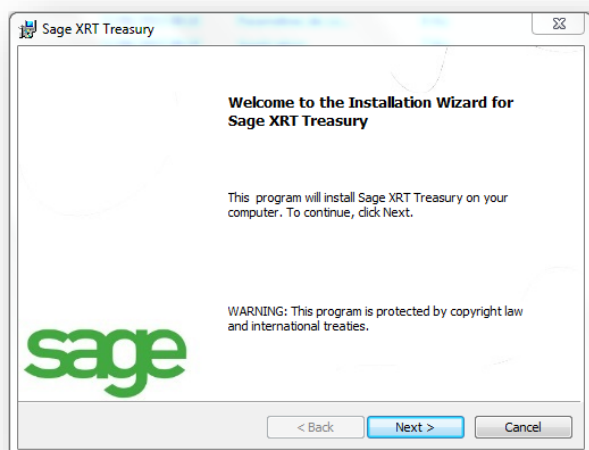 Sage XRT Treasury
Welcome to the Installation Wizard for
Sage XRT Treasury
This program will install Sage XRT Treasury on your
computer. To continue, click Next.
WARNING: This program is protected by copyright law
and international treaties.
sage
< Back
Next >
Cancel